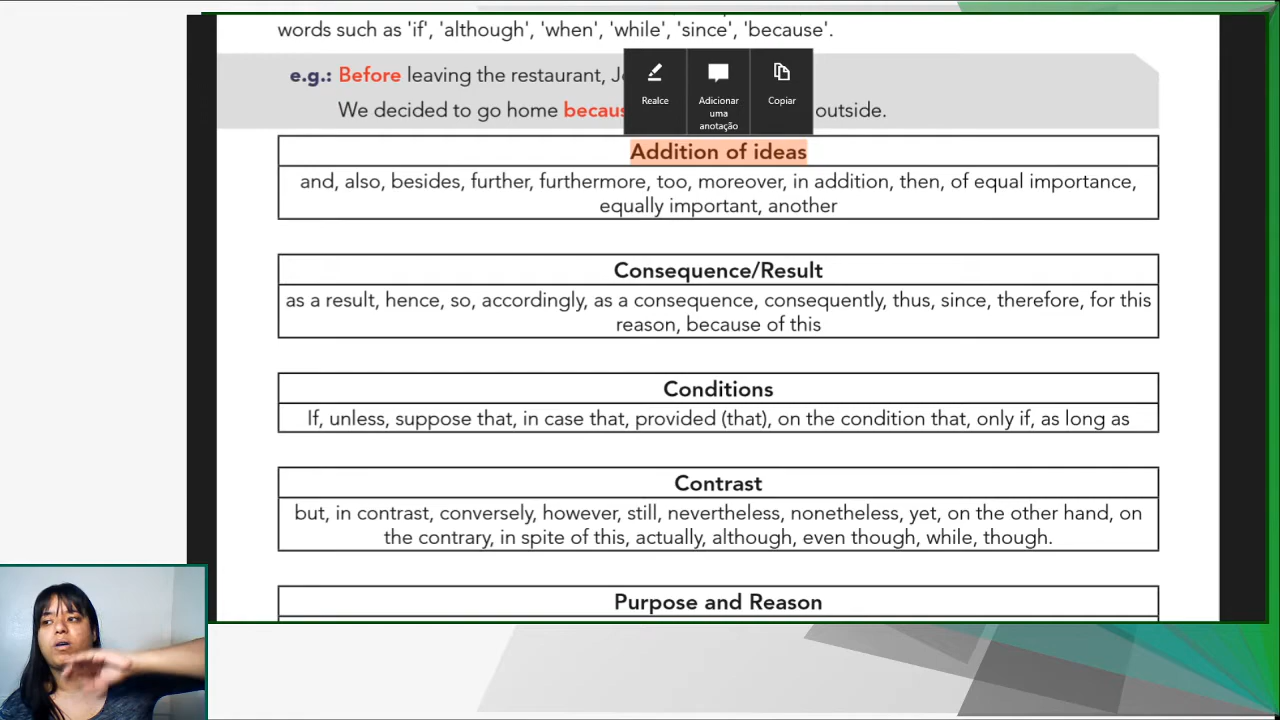 words such as 'if', 'although', 'when', 'while', 'since', 'because'.
e.g.: Before leaving the restaurant,
We decided to go home outside.
Realce
Adicionar
uma
anotação
Copiar
Addition of ideas
and, also, besides, further, furthermore, too, moreover, in addition, then, of equal importance,
equally important, another
Consequence/Result
as a result, hence, so, accordingly, as a consequence, consequently, thus, since, therefore, for this
reason, because of this
Conditions
If, unless, suppose that, in case that, provided (that), on the condition that, only if, as long as
Contrast
but, in contrast, conversely, however, still, nevertheless, nonetheless, yet, on the other hand, on
the contrary, in spite of this, actually, although, even though, while, though.
Purpose and Reason